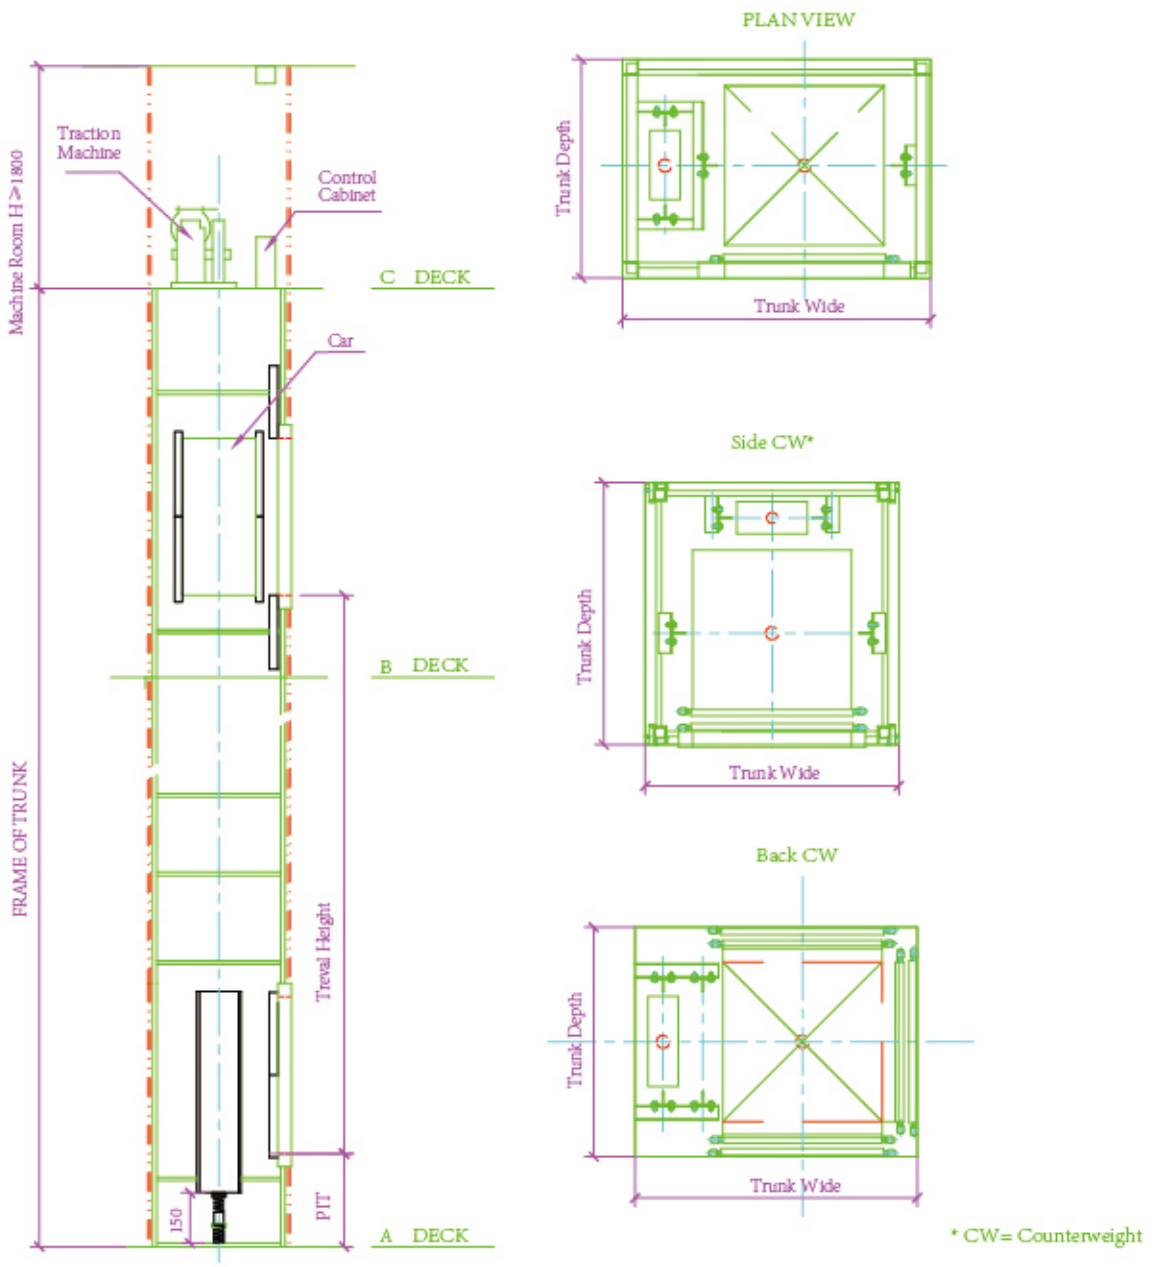 PLAN VIEW
Traction
Machine
Control
Cabinet
Machine Room H≥1800
C DECK
Car
Trunk Depth
Trunk Wide
Side CW*
Trunk Depth
Trunk Wide
B DECK
FRAME OF TRUNK
Treval Height
Back CW
Trunk Depth
Trunk Wide
150
PIT
A DECK
* CW= Counterweight